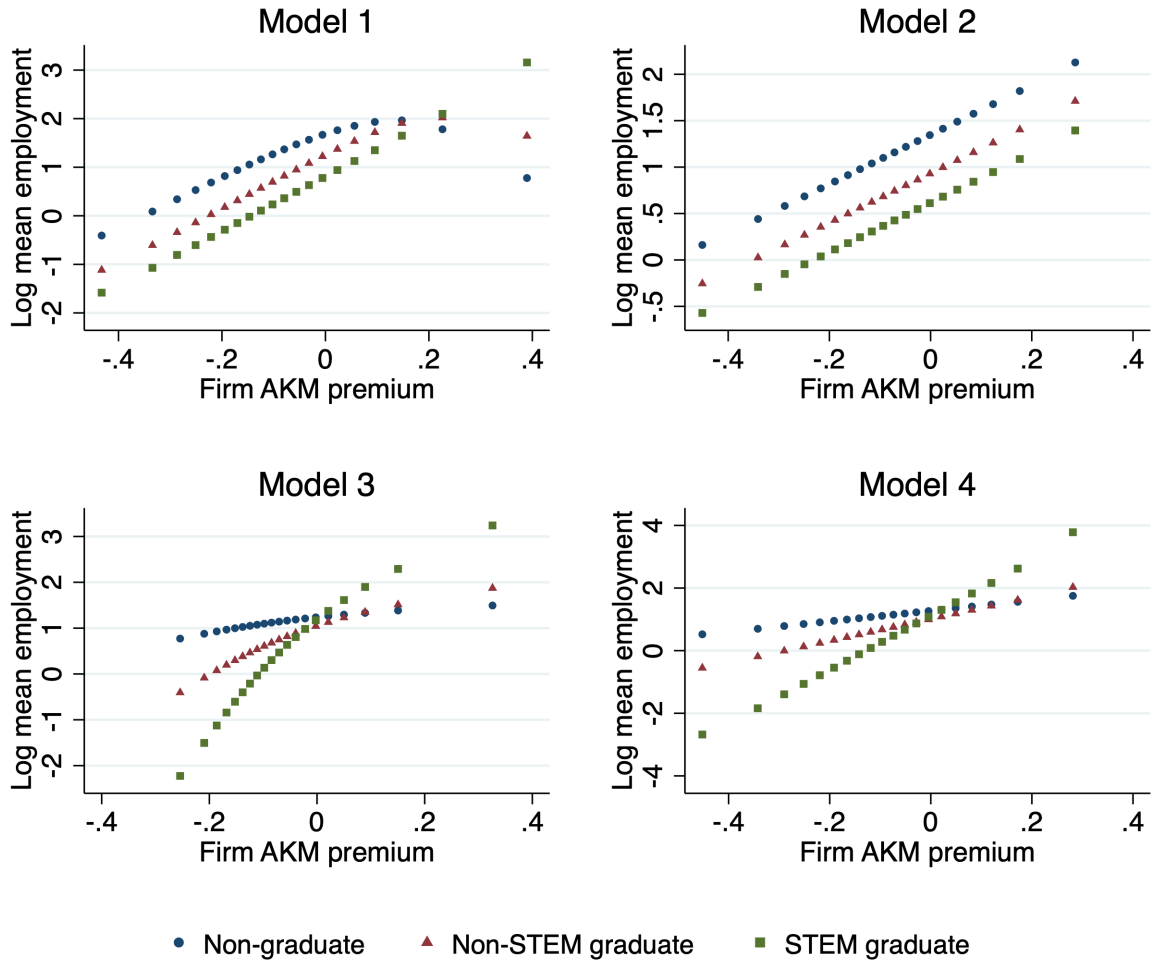 Model 1
Log mean employment
3
2
1
0
-1
-2
-.4
-.2
0
.2
.4
Firm AKM premium
Model 2
Log mean employment
2
1.5
1
.5
0
-.5
-.4
-.2
0
.2
.4
Firm AKM premium
Model 3
Log mean employment
3
2
1
0
-1
-2
-.4
-.2
0
.2
.4
Firm AKM premium
Model 4
Log mean employment
4
2
0
-2
-4
-.4
-.2
0
.2
.4
Firm AKM premium
Non-graduate
Non-STEM graduate
STEM graduate